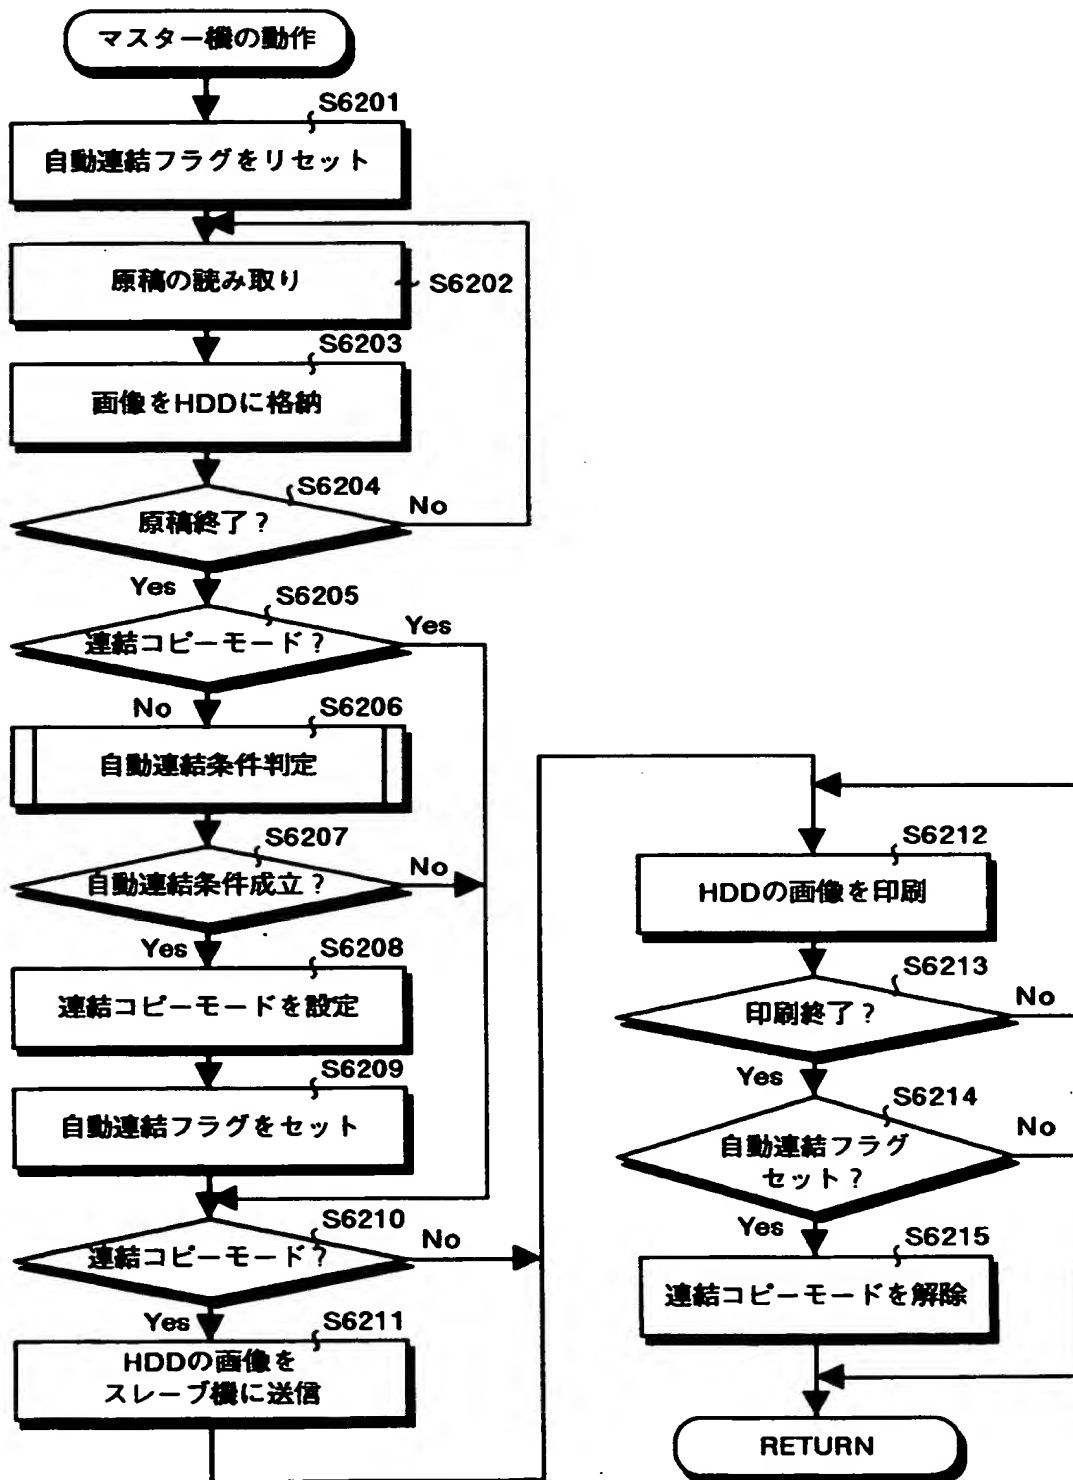 マスター機の動作
S6201
自動連結フラグをリセット
原稿の読み取り
S6202
S6203
画像をHDDに格納
S6204
原稿終了？
No
Yes
S6205
連結コピーモード？
Yes
No
S6206
自動連結条件判定
S6207
自動連結条件成立？
No
Yes
S6208
連結コピーモードを設定
S6209
自動連結フラグをセット
S6210
連結コピーモード？
No
Yes
S6211
HDDの画像を
スレーブ機に送信
S6212
HDDの画像を印刷
S6213
印刷終了？
No
Yes
S6214
自動連結フラグ
セット？
No
Yes
S6215
連結コピーモードを解除
RETURN